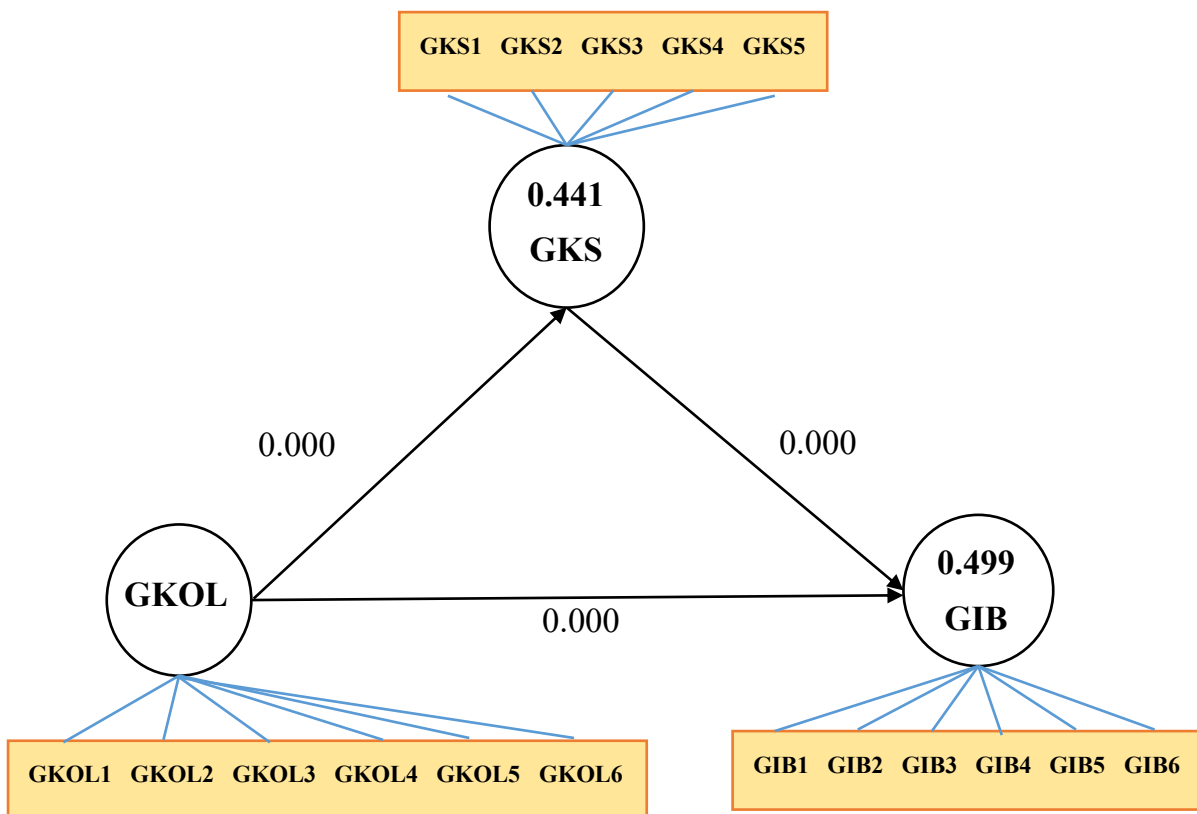 GKS1 GKS2 GKS3 GKS4 GKS5
0.441
GKS
0.000
0.000
GKOL
0.000
0.499
GIB
GKOL1 GKOL2 GKOL3 GKOL4 GKOL5 GKOL6
GIB1 GIB2 GIB3 GIB4 GIB5 GIB6